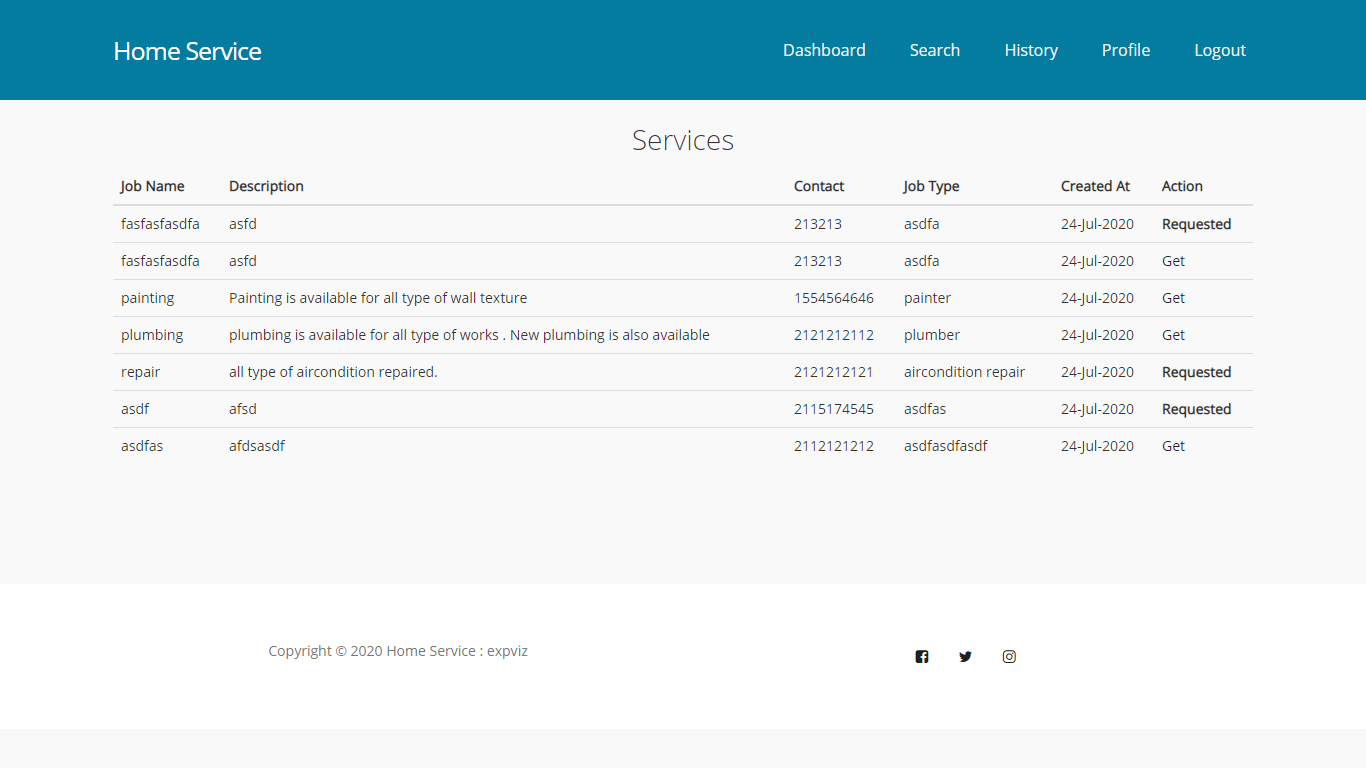 Home Service Dashboard Search History Profile Logout
Services
Job Name Description Contact Job Type Created At Action
fasfasfasdfa asfd 213213 asdfa 24-Jul-2020 Requested
fasfasfasdfa asfd 213213 asdfa 24-Jul-2020 Get
painting Painting is available for all type of wall texture 1554564646 painter 24-Jul-2020 Get
plumbing plumbing is available for all type of works . New plumbing is also available 2121212112 plumber 24-Jul-2020 Get
repair all type of aircondition repaired. 2121212121 aircondition repair 24-Jul-2020 Requested
asdf afsd 2115174545 asdfas 24-Jul-2020 Requested
asdfas afdsasdf 2112121212 asdfasdfasdf 24-Jul-2020 Get
Copyright © 2020 Home Service : expviz